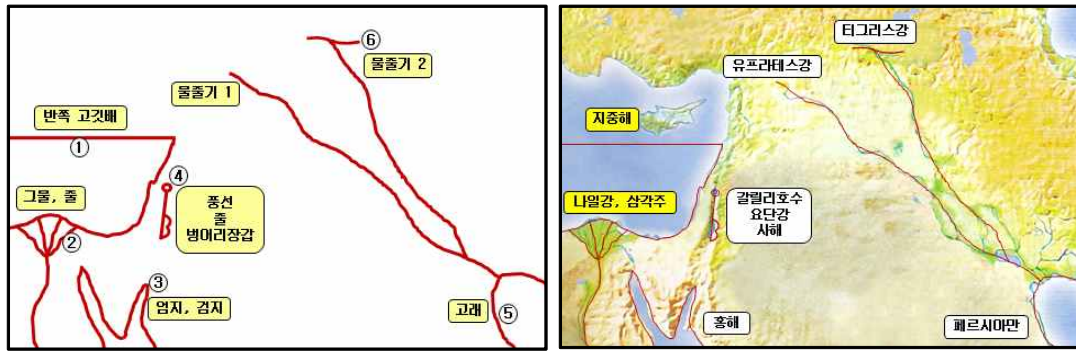 ⑥
물줄기 2
물줄기 1
반쪽 고깃배
①
④
그물, 줄
풍선
줄
벙어리장갑
②
③
엄지, 검지
고래
⑤
티그리스강
유프라테스강
지중해
나일강, 삼각주
갈릴리호수
요단강
사해
홍해
페르시아만